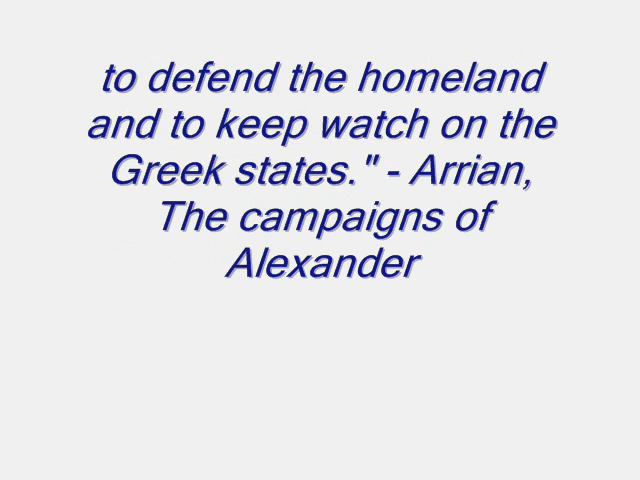 to defend the homeland
and to keep watch on the
Greek states." - Arrian,
The campaigns of
Alexander